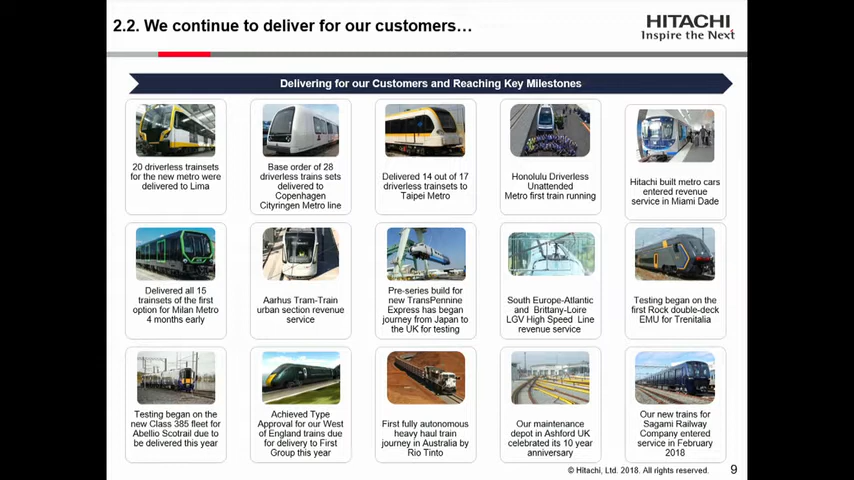 2.2. We continue to deliver for our customers…
HITACHI
Inspire the Next
Delivering for our Customers and Reaching Key Milestones
20 driverless trainsets
for the new metro were
delivered to Lima
Base order of 28
driverless trains sets
delivered to
Copenhagen
Cityringen Metro line
Delivered 14 out of 17
driverless trainsets to
Taipei Metro
Honolulu Driverless
Unattended
Metro first train running
Hitachi built metro cars
entered revenue
service in Miami Dade
Delivered all 15
trainsets of the first
option for Milan Metro
4 months early
Aarhus Tram-Train
urban section revenue
service
Pre-series build for
new TransPennine
Express has began
journey from Japan to
the UK for testing
South Europe-Atlantic
and Brittany-Loire
LGV High Speed Line
revenue service
Testing began on the
first Rock double-deck
EMU for Trenitalia
Testing began on the
new Class 385 fleet for
Abellio Scotrail due to
be delivered this year
Achieved Type
Approval for our West
of England trains due
for delivery to First
Group this year
First fully autonomous
heavy haul train
journey in Australia by
Rio Tinto
Our maintenance
depot in Ashford UK
celebrated its 10 year
anniversary
Our new trains for
Sagami Railway
Company entered
service in February
2018
© Hitachi, Ltd. 2018. All rights reserved.
9